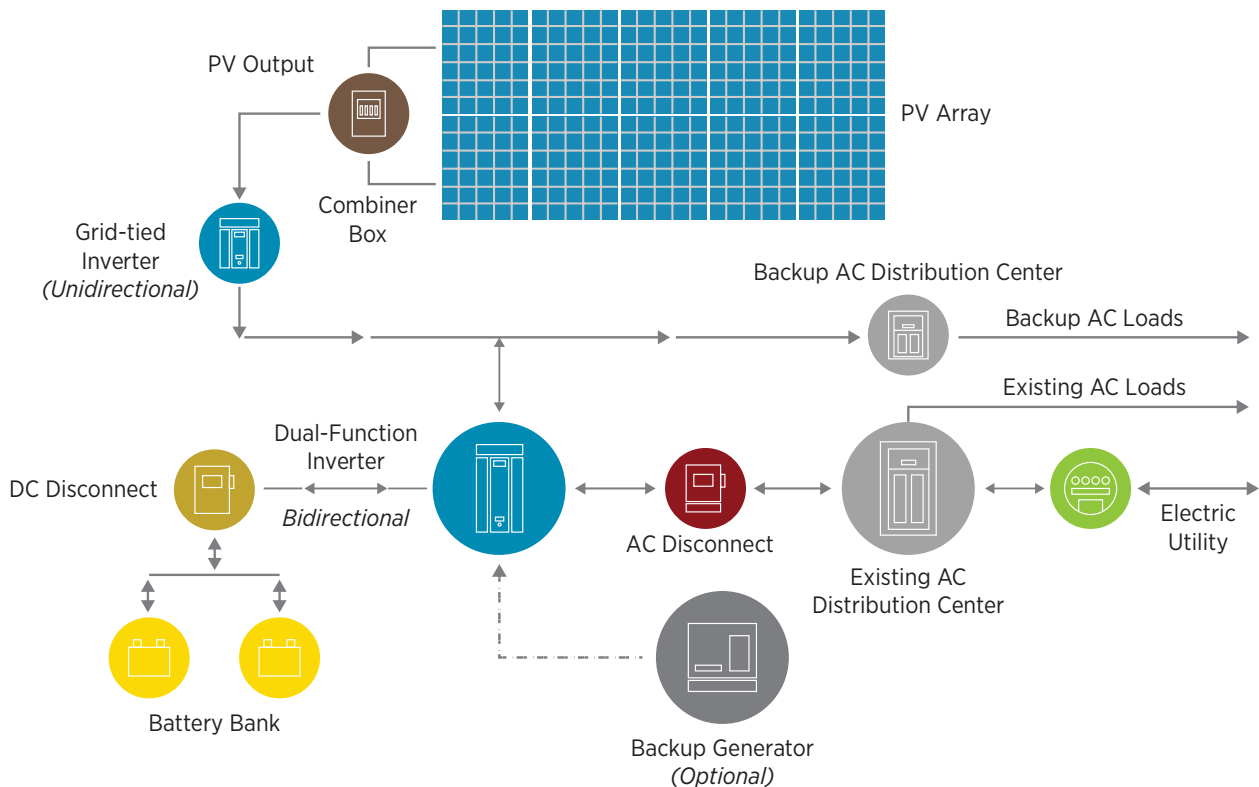 PV Output
PV Array
Combiner
Box
Grid-tied
Inverter
(Unidirectional)
Backup AC Distribution Center
Backup AC Loads
Existing AC Loads
Dual-Function
Inverter
DC Disconnect
Bidirectional
AC Disconnect
Electric
Utility
Existing AC
Distribution Center
Battery Bank
Backup Generator
(Optional)